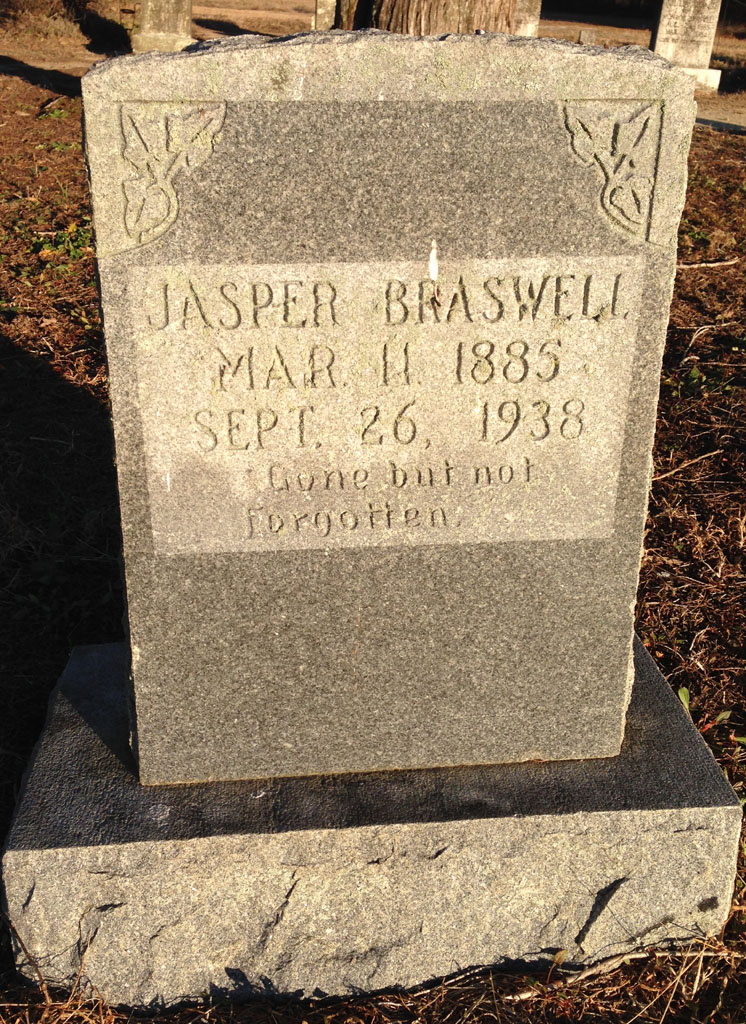 JASPER BRASWELL
MAR. 11. 1885
SEPT. 26, 1938
Gone but not
forgotten.